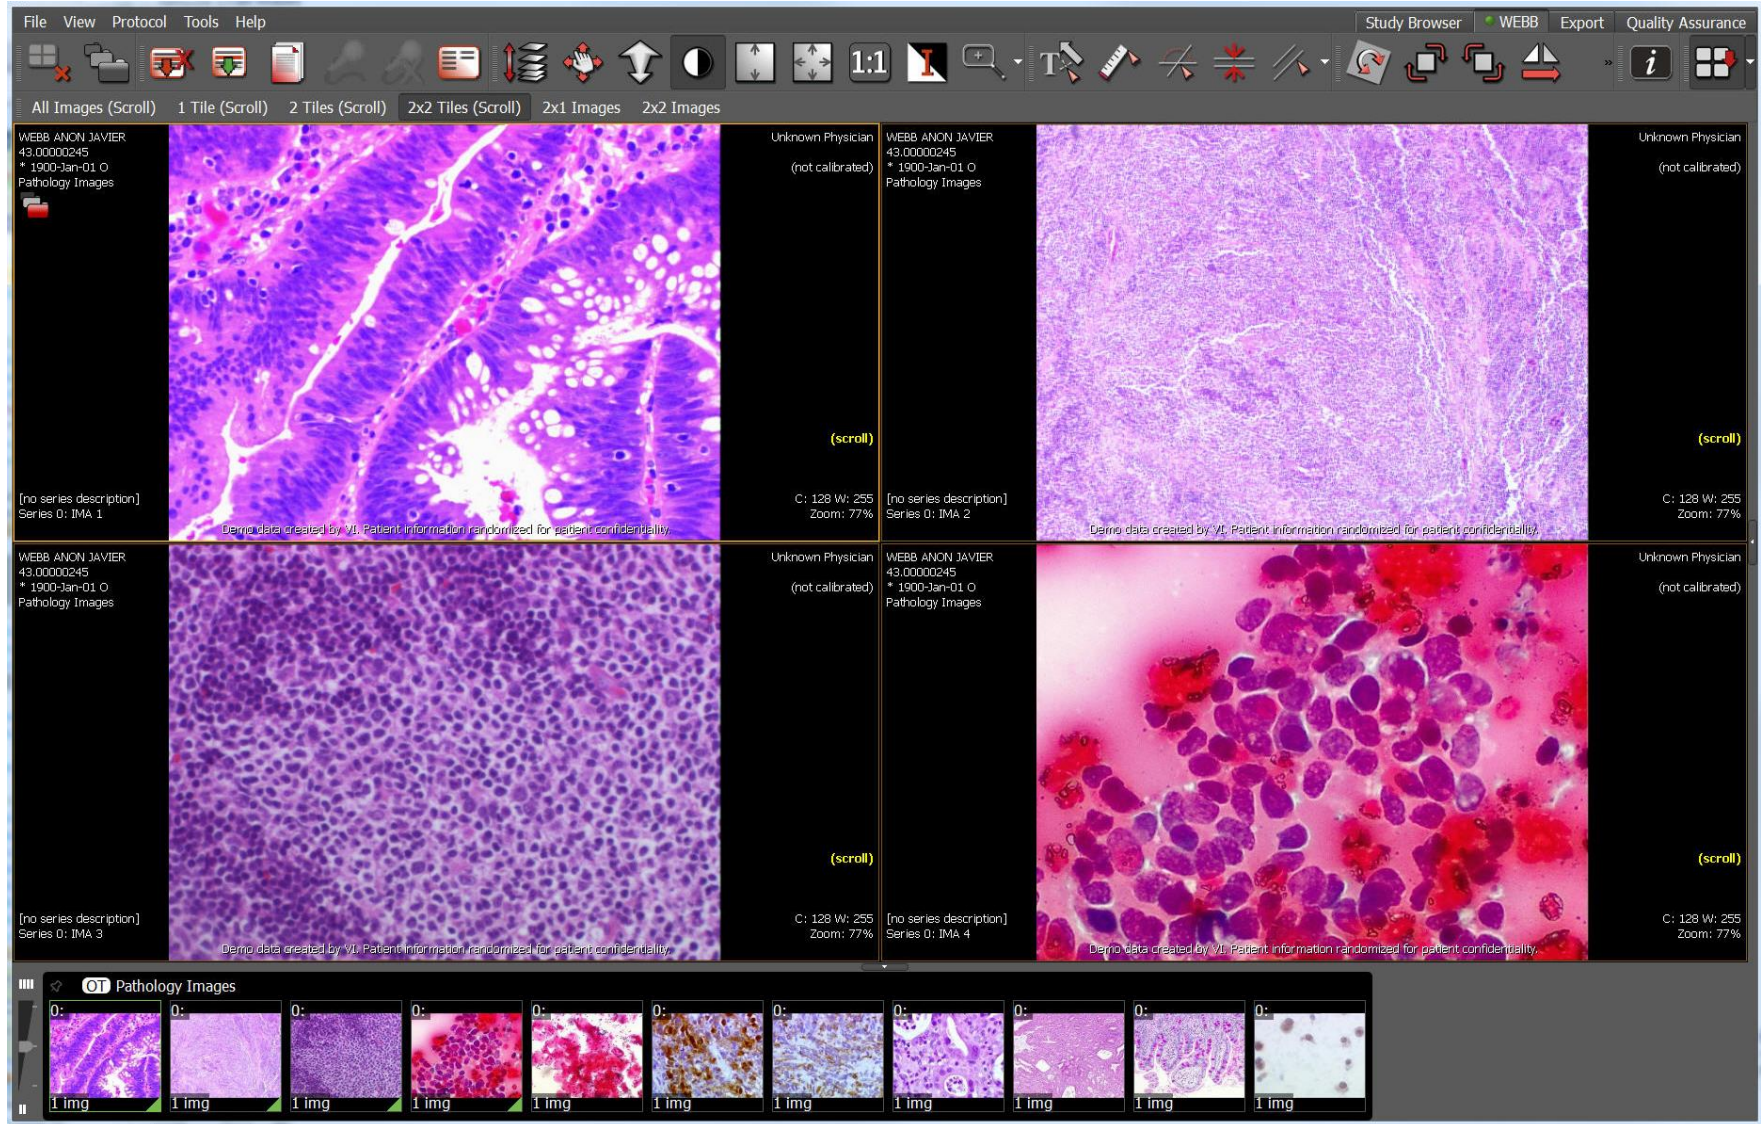 File View Protocol Tools Help
Study Browser WEBB Export Quality Assurance
1:1 I T i
All Images (Scroll) 1 Tile (Scroll) 2 Tiles (Scroll) 2x2 Tiles (Scroll) 2x1 Images 2x2 Images
WEBB ANON JAVIER
43.00000245
* 1900-Jan-01 O
Pathology Images
Unknown Physician
(not calibrated)
(scroll)
[no series description]
Series 0: IMA 1
C: 128 W: 255
Zoom: 77%
Demo data created by VI. Patient information randomized for patient confidentiality.
WEBB ANON JAVIER
43.00000245
* 1900-Jan-01 O
Pathology Images
Unknown Physician
(not calibrated)
(scroll)
[no series description]
Series 0: IMA 2
C: 128 W: 255
Zoom: 77%
Demo data created by VI. Patient information randomized for patient confidentiality.
WEBB ANON JAVIER
43.00000245
* 1900-Jan-01 O
Pathology Images
Unknown Physician
(not calibrated)
(scroll)
[no series description]
Series 0: IMA 3
C: 128 W: 255
Zoom: 77%
Demo data created by VI. Patient information randomized for patient confidentiality.
WEBB ANON JAVIER
43.00000245
* 1900-Jan-01 O
Pathology Images
Unknown Physician
(not calibrated)
(scroll)
[no series description]
Series 0: IMA 4
C: 128 W: 255
Zoom: 77%
Demo data created by VI. Patient information randomized for patient confidentiality.
OT Pathology Images
0: 0: 0: 0: 0: 0: 0: 0: 0: 0: 0:
1 img 1 img 1 img 1 img 1 img 1 img 1 img 1 img 1 img 1 img 1 img